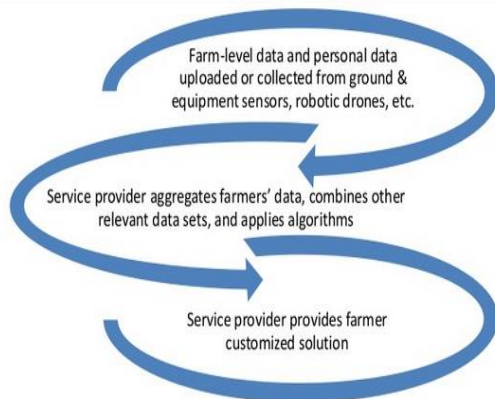 Farm-level data and personal data
uploaded or collected from ground &
equipment sensors, robotic drones, etc.
Service provider aggregates farmers’ data, combines other
relevant data sets, and applies algorithms
Service provider provides farmer
customized solution